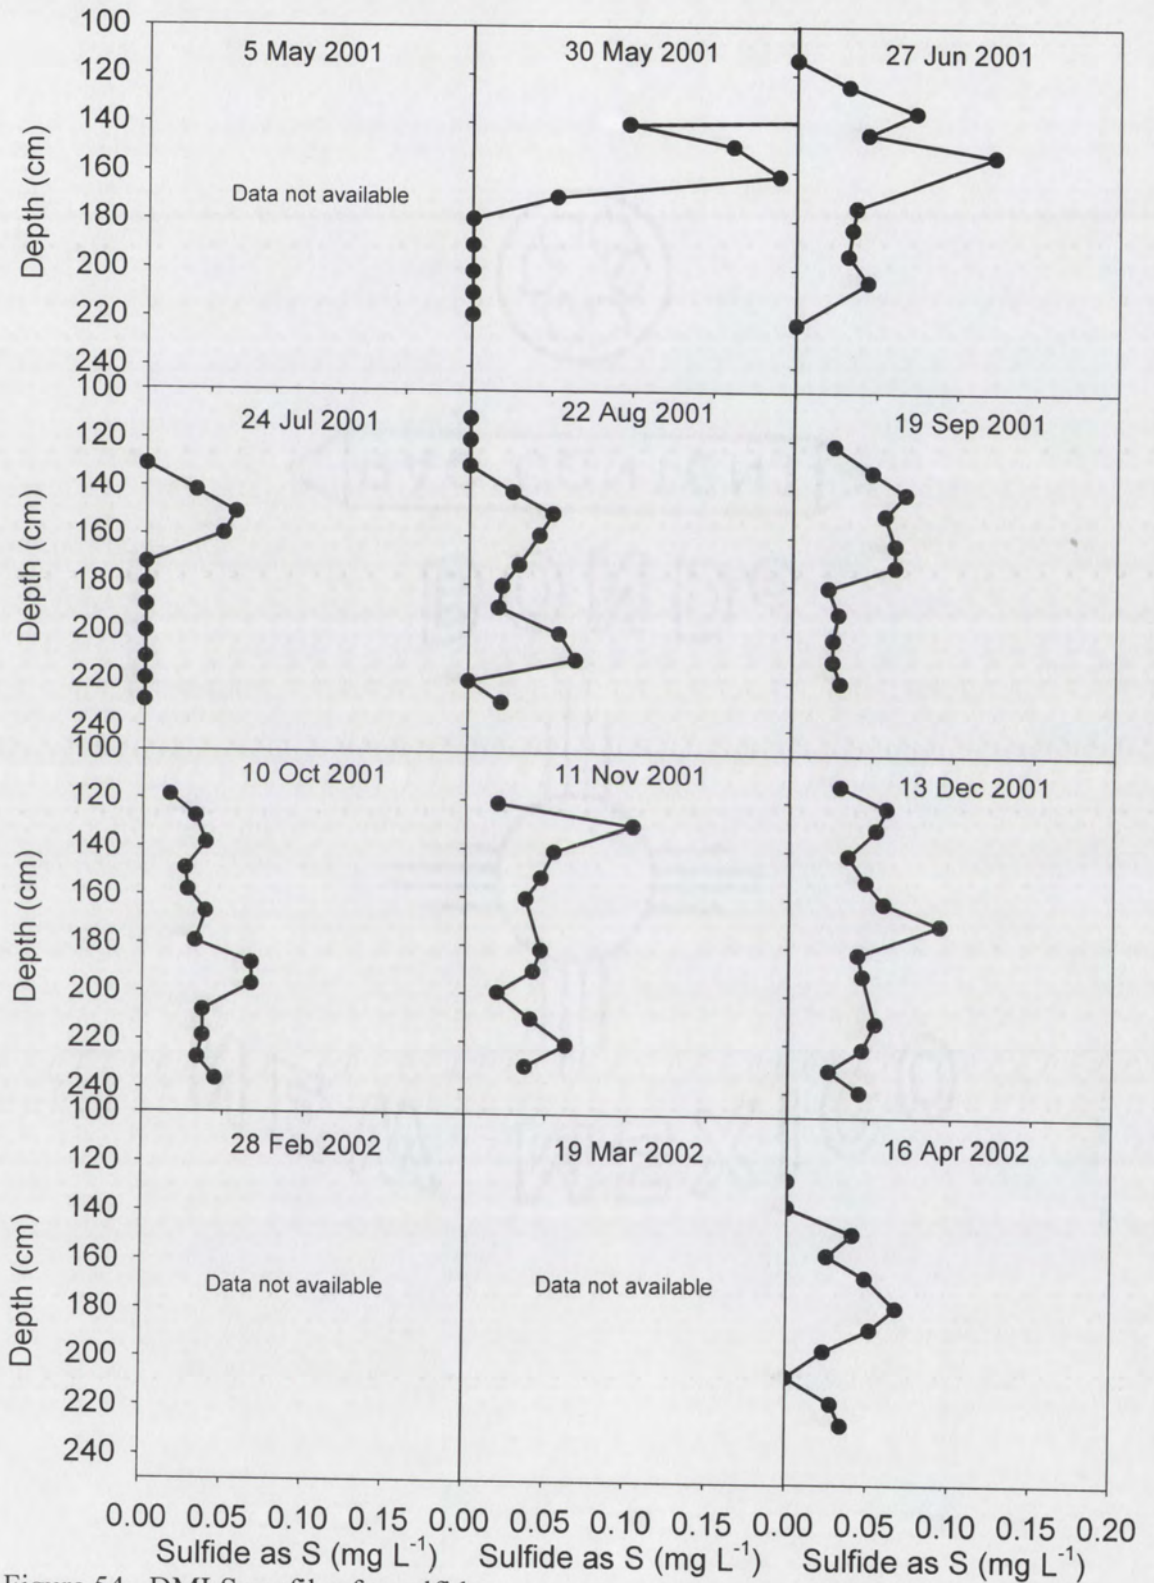 100
5 May 2001
30 May 2001
27 Jun 2001
120
140
160
Data not available
180
200
220
240
Depth (cm)
100
24 Jul 2001
22 Aug 2001
19 Sep 2001
120
140
160
180
200
220
240
Depth (cm)
100
10 Oct 2001
11 Nov 2001
13 Dec 2001
120
140
160
180
200
220
240
Depth (cm)
100
28 Feb 2002
19 Mar 2002
16 Apr 2002
120
140
160
Data not available
Data not available
180
200
220
240
Depth (cm)
0.00 0.05 0.10 0.15 0.00 0.05 0.10 0.15 0.00 0.05 0.10 0.15 0.20
Sulfide as S (mg L⁻¹) Sulfide as S (mg L⁻¹) Sulfide as S (mg L⁻¹)